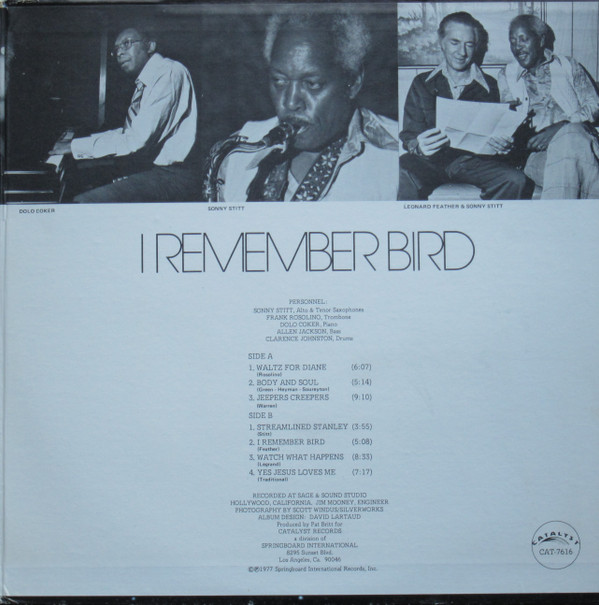 DOLO COKER
SONNY STITT
LEONARD FEATHER & SONNY STITT
I REMEMBER BIRD
PERSONNEL:
SONNY STITT, Alto & Tenor Saxophones
FRANK ROSOLINO, Trombone
DOLO COKER, Piano
ALLEN JACKSON, Bass
CLARENCE JOHNSTON, Drums
SIDE A
1. WALTZ FOR DIANE (6:07)
(Rosolino)
2. BODY AND SOUL (5:14)
(Green - Heyman - Sour-eyton)
3. JEEPERS CREEPERS (9:10)
(Warren)
SIDE B
1. STREAMLINED STANLEY (3:55)
(Stitt)
2. I REMEMBER BIRD (5:08)
(Feather)
3. WATCH WHAT HAPPENS (8:33)
(Legrand)
4. YES JESUS LOVES ME (7:17)
(Traditional)
RECORDED AT SAGE & SOUND STUDIO
HOLLYWOOD, CALIFORNIA. JIM MOONEY, ENGINEER
PHOTOGRAPHY BY SCOTT WINDUS/SILVERWORKS
ALBUM DESIGN- DAVID LARTAUD
Produced by Pat Britt for
CATALYST RECORDS
a division of
SPRINGBOARD INTERNATIONAL
8295 Sunset Blvd.
Los Angeles, Ca. 90046
©℗1977 Springboard International Records, Inc.
CATALYST
CAT-7616